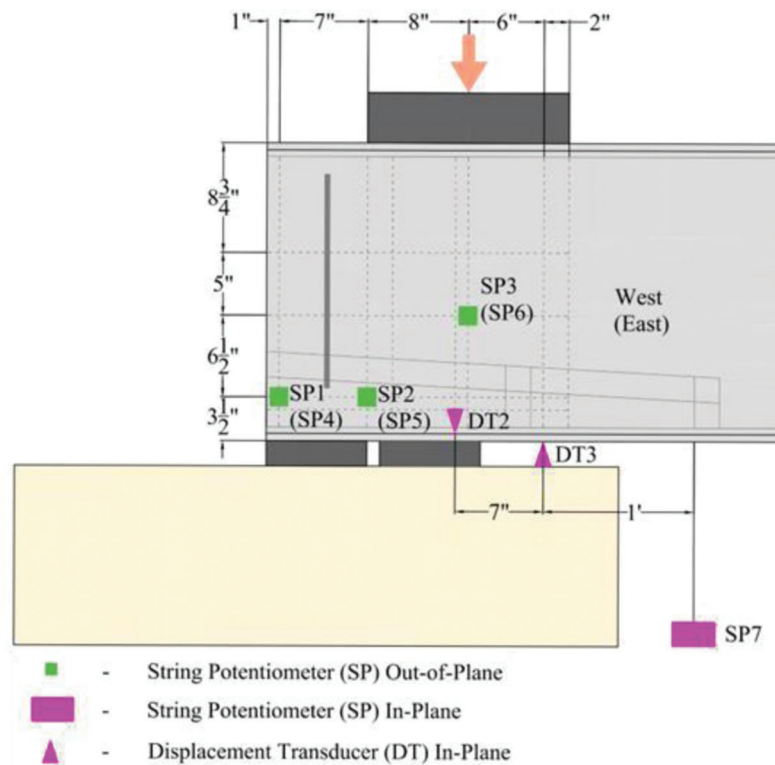 1" 7" 8" 6" 2"
8 3/4"
5"
6 1/2"
3 1/2"
SP3
(SP6)
West
(East)
SP1
(SP4)
SP2
(SP5)
DT2
DT3
7" 1'
SP7
- String Potentiometer (SP) Out-of-Plane
- String Potentiometer (SP) In-Plane
- Displacement Transducer (DT) In-Plane